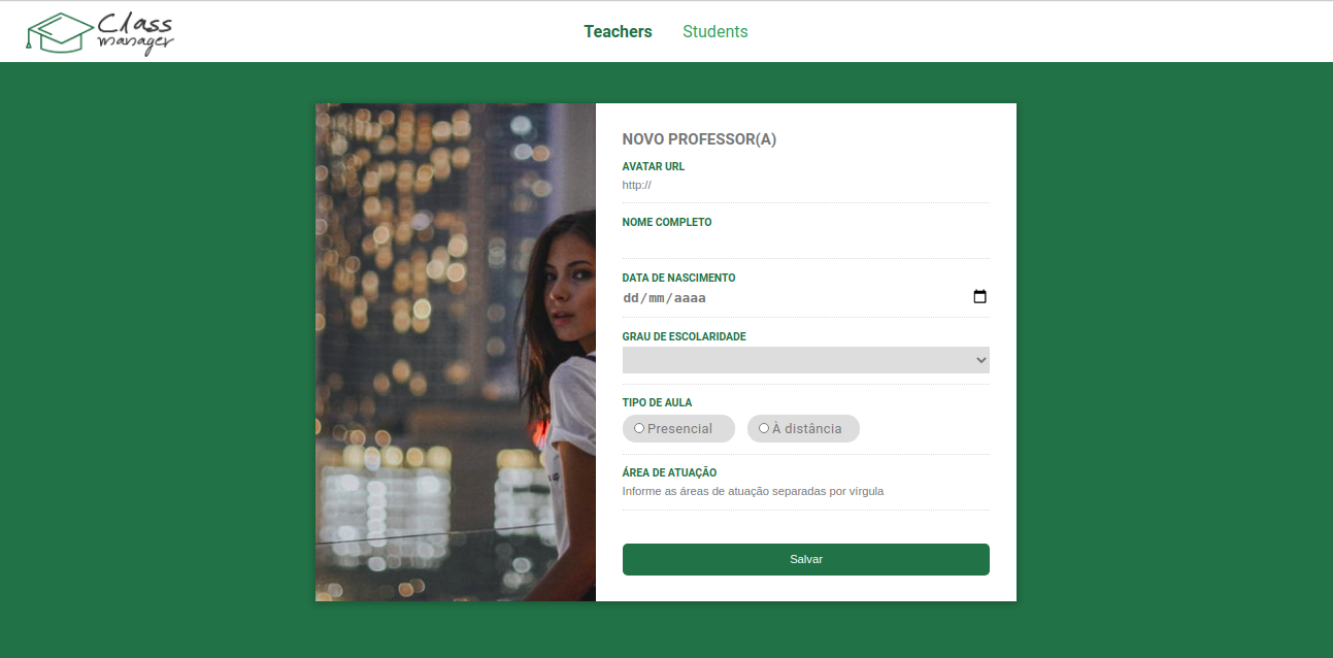 Class
manager
Teachers Students
NOVO PROFESSOR(A)
AVATAR URL
http://
NOME COMPLETO
DATA DE NASCIMENTO
dd/mm/aaaa
GRAU DE ESCOLARIDADE
TIPO DE AULA
Presencial À distância
ÁREA DE ATUAÇÃO
Informe as áreas de atuação separadas por vírgula
Salvar